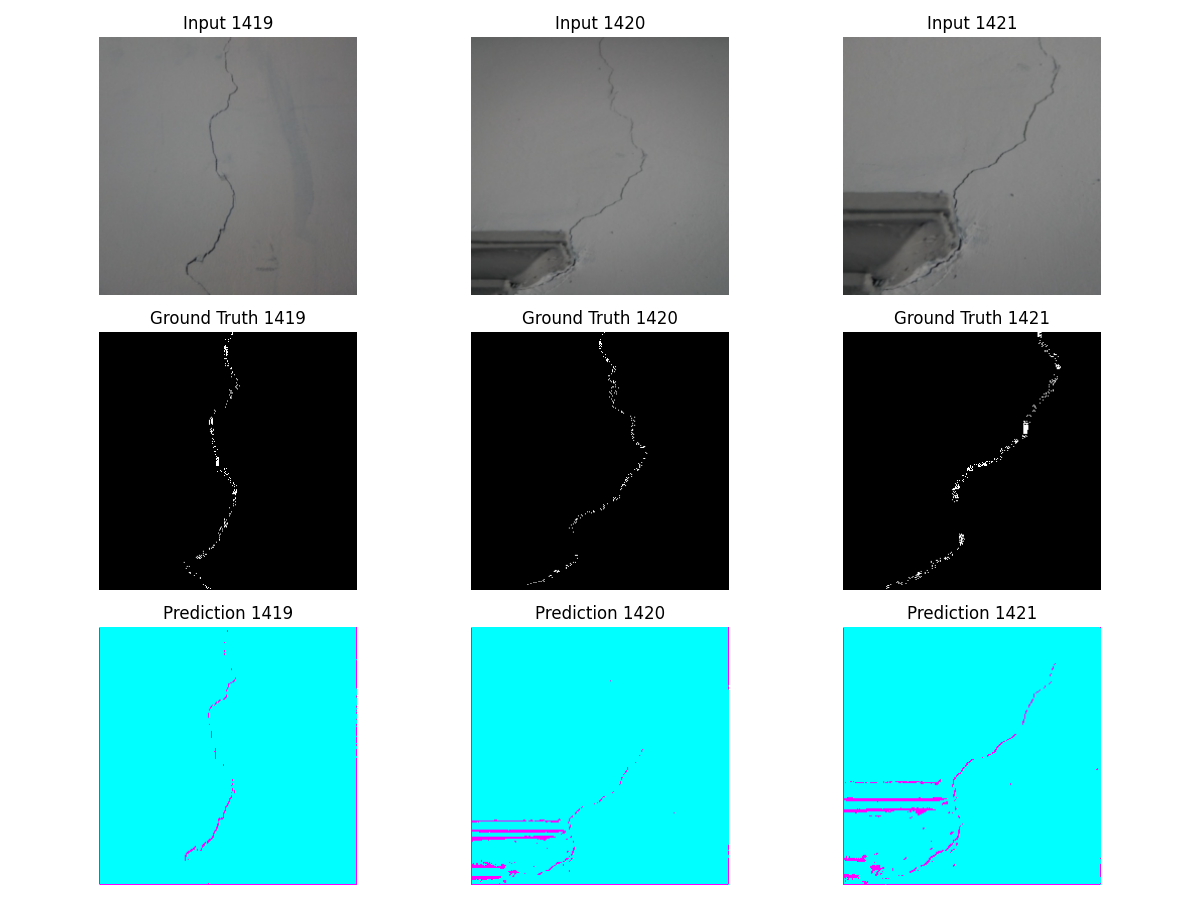 Input 1419
Input 1420
Input 1421
Ground Truth 1419
Ground Truth 1420
Ground Truth 1421
Prediction 1419
Prediction 1420
Prediction 1421